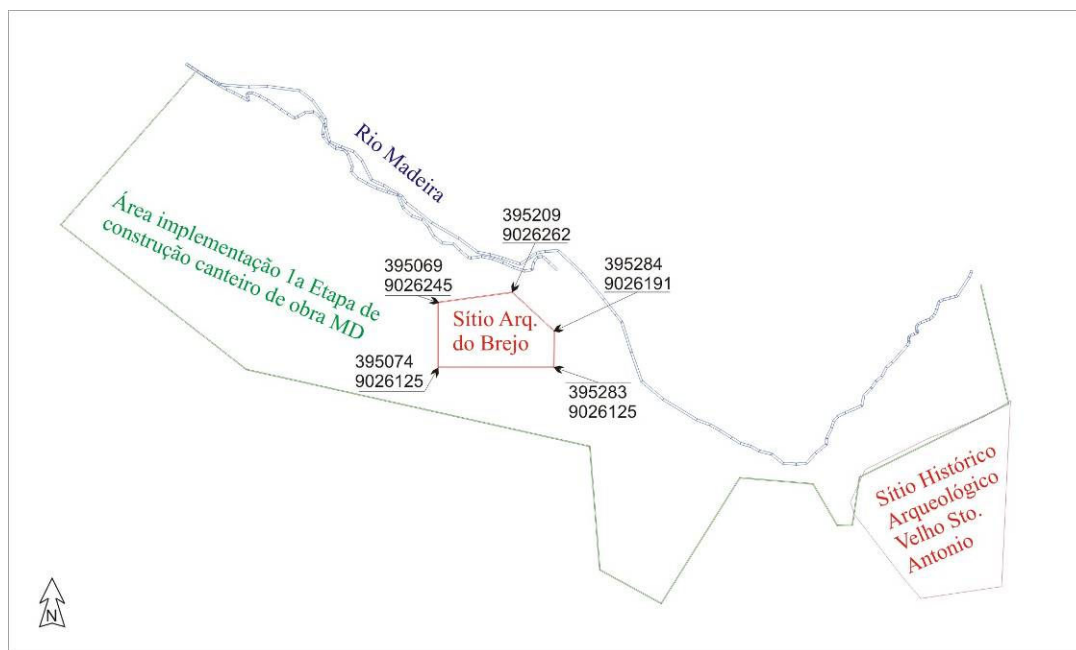 Rio Madeira
Área implementação 1a Etapa de
construção canteiro de obra MD
395209
9026262
395069
9026245
395284
9026191
Sítio Arq.
do Brejo
395074
9026125
395283
9026125
Sítio Histórico
Arqueológico
Velho Sto.
Antonio
N